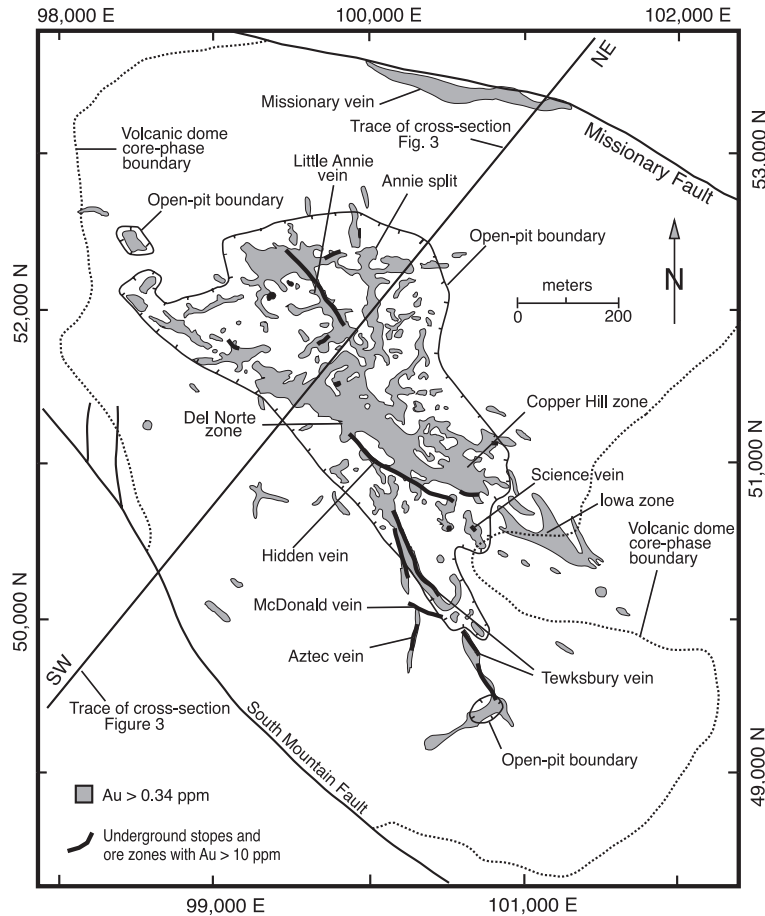 98,000 E
100,000 E
102,000 E
NE
Missionary vein
Trace of cross-section
Fig. 3
Missionary Fault
53,000 N
Volcanic dome
core-phase
boundary
Little Annie
vein
Annie split
Open-pit boundary
Open-pit boundary
N
meters
0
200
52,000 N
Del Norte
zone
Copper Hill zone
51,000 N
Science vein
Iowa zone
Volcanic dome
core-phase
boundary
Hidden vein
50,000 N
McDonald vein
Aztec vein
Tewksbury vein
SW
Trace of cross-section
Figure 3
South Mountain Fault
Open-pit boundary
49,000 N
Au > 0.34 ppm
Underground stopes and
ore zones with Au > 10 ppm
99,000 E
101,000 E